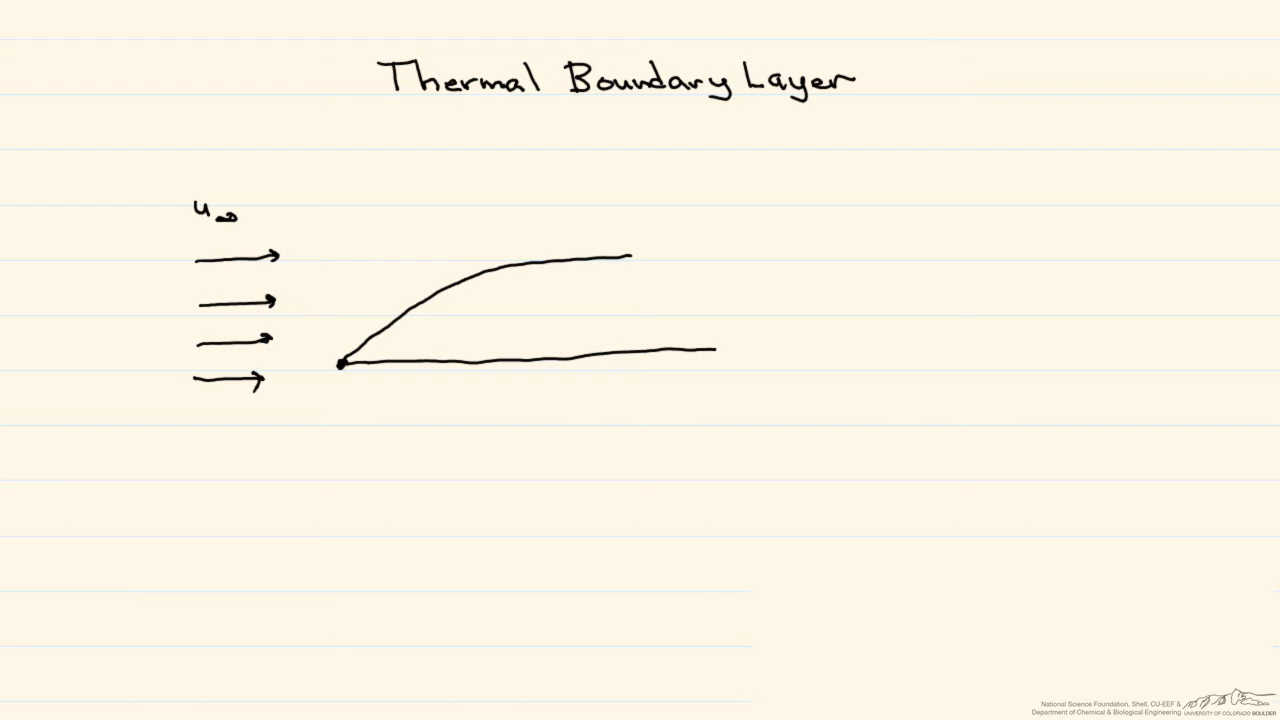 Thermal Boundary Layer
u∞
National Science Foundation, Shell, CU-EEF &
Department of Chemical & Biological Engineering UNIVERSITY OF COLORADO BOULDER